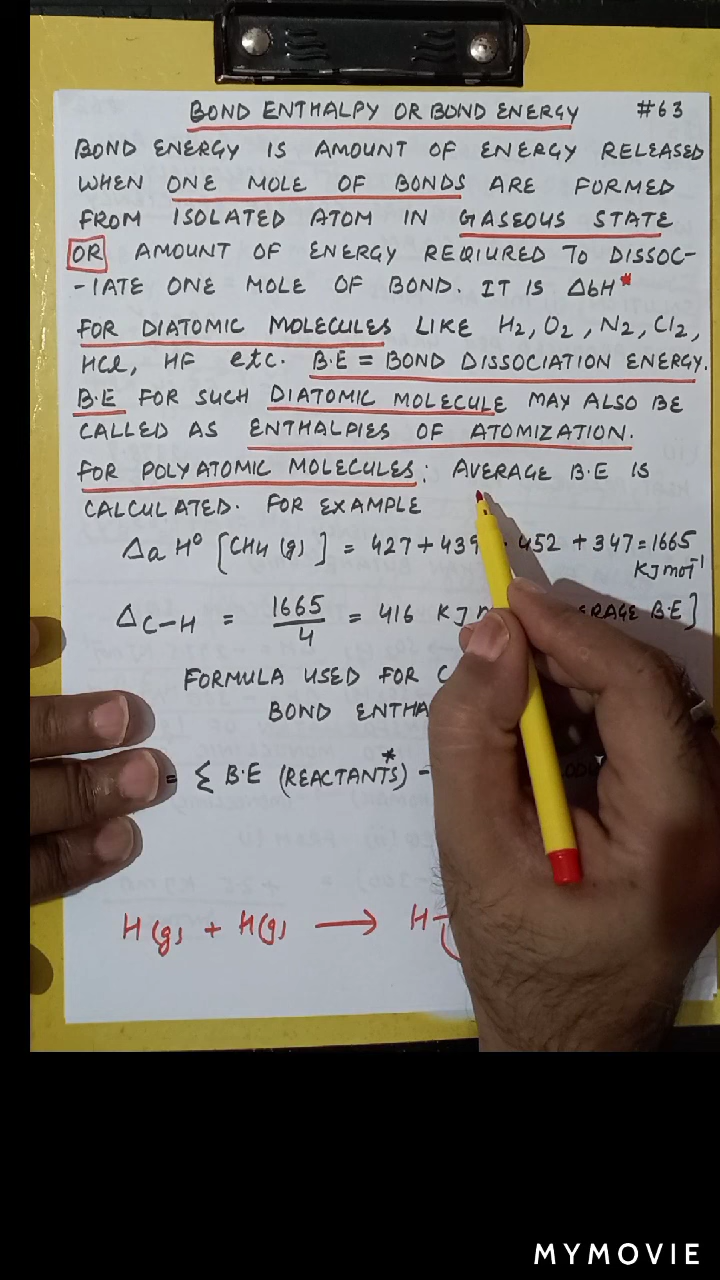 BOND ENTHALPY OR BOND ENERGY #63
BOND ENERGY IS AMOUNT OF ENERGY RELEASED
WHEN ONE MOLE OF BONDS ARE FORMED
FROM ISOLATED ATOM IN GASEOUS STATE
OR AMOUNT OF ENERGY REQIURED TO DISSOC-
-IATE ONE MOLE OF BOND. IT IS ΔbH*
FOR DIATOMIC MOLECULES LIKE H2, O2, N2, Cl2,
HCl, HF etc. B.E = BOND DISSOCIATION ENERGY.
B.E FOR SUCH DIATOMIC MOLECULE MAY ALSO BE
CALLED AS ENTHALPIES OF ATOMIZATION.
FOR POLYATOMIC MOLECULES: AVERAGE B.E IS
CALCULATED. FOR EXAMPLE
Δa H° [CH4 (g)] = 427 + 439 452 + 347 = 1665
KJ mol-1
ΔC-H = 1665/4 = 416 KJ B.E]
FORMULA USED FOR
BOND
= Σ B.E (REACTANTS*) -
H(g) + H(g) ⟶ H-
MYMOVIE